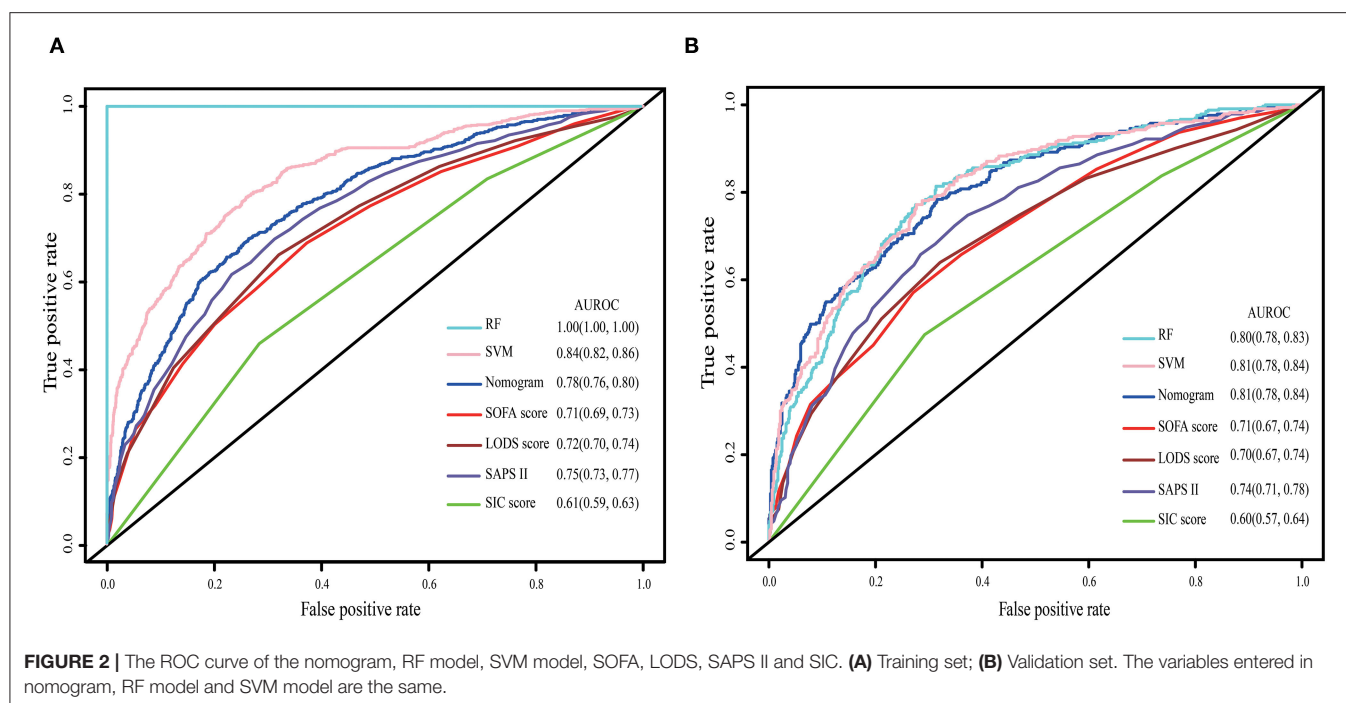 A
True positive rate
1.0
0.8
0.6
0.4
0.2
0.0
AUROC
RF 1.00(1.00, 1.00)
SVM 0.84(0.82, 0.86)
Nomogram 0.78(0.76, 0.80)
SOFA score 0.71(0.69, 0.73)
LODS score 0.72(0.70, 0.74)
SAPS II 0.75(0.73, 0.77)
SIC score 0.61(0.59, 0.63)
0.0 0.2 0.4 0.6 0.8 1.0
False positive rate
B
True positive rate
1.0
0.8
0.6
0.4
0.2
0.0
AUROC
RF 0.80(0.78, 0.83)
SVM 0.81(0.78, 0.84)
Nomogram 0.81(0.78, 0.84)
SOFA score 0.71(0.67, 0.74)
LODS score 0.70(0.67, 0.74)
SAPS II 0.74(0.71, 0.78)
SIC score 0.60(0.57, 0.64)
0.0 0.2 0.4 0.6 0.8 1.0
False positive rate
FIGURE 2 | The ROC curve of the nomogram, RF model, SVM model, SOFA, LODS, SAPS II and SIC. (A) Training set; (B) Validation set. The variables entered in
nomogram, RF model and SVM model are the same.